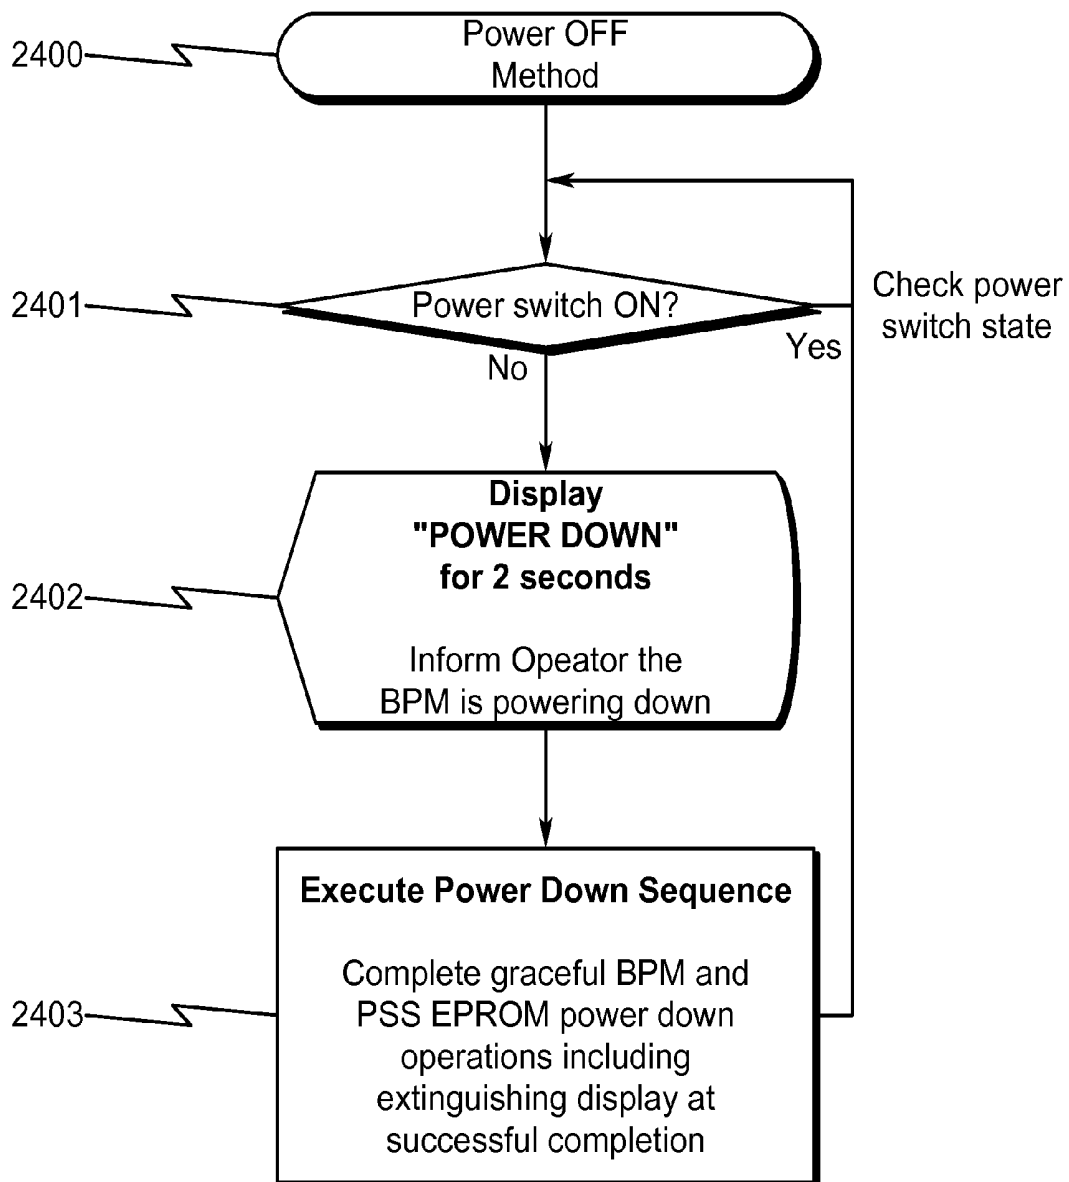 2400
Power OFF
Method
2401
Power switch ON?
Check power
switch state
Yes
No
2402
Display
"POWER DOWN"
for 2 seconds
Inform Opeator the
BPM is powering down
2403
Execute Power Down Sequence
Complete graceful BPM and
PSS EPROM power down
operations including
extinguishing display at
successful completion